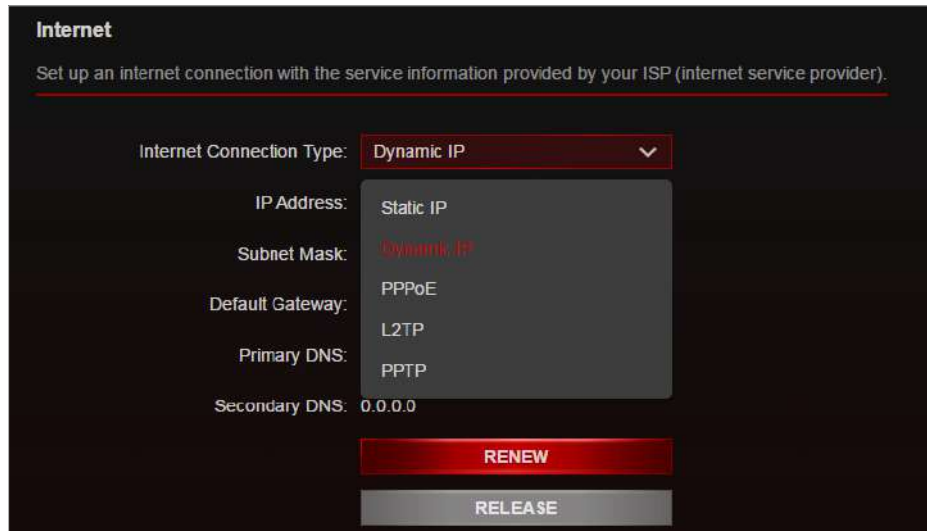 Internet
Set up an internet connection with the service information provided by your ISP (internet service provider).
Internet Connection Type: Dynamic IP
IP Address:
Static IP
Subnet Mask:
Dynamic IP
Default Gateway:
PPPoE
L2TP
Primary DNS:
PPTP
Secondary DNS: 0.0.0.0
RENEW
RELEASE